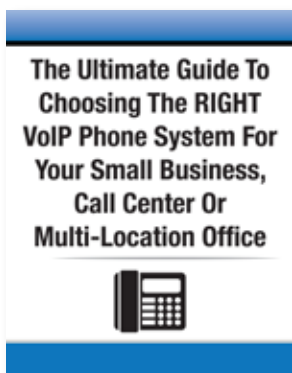 The Ultimate Guide To
Choosing The RIGHT
VoIP Phone System For
Your Small Business,
Call Center Or
Multi-Location Office